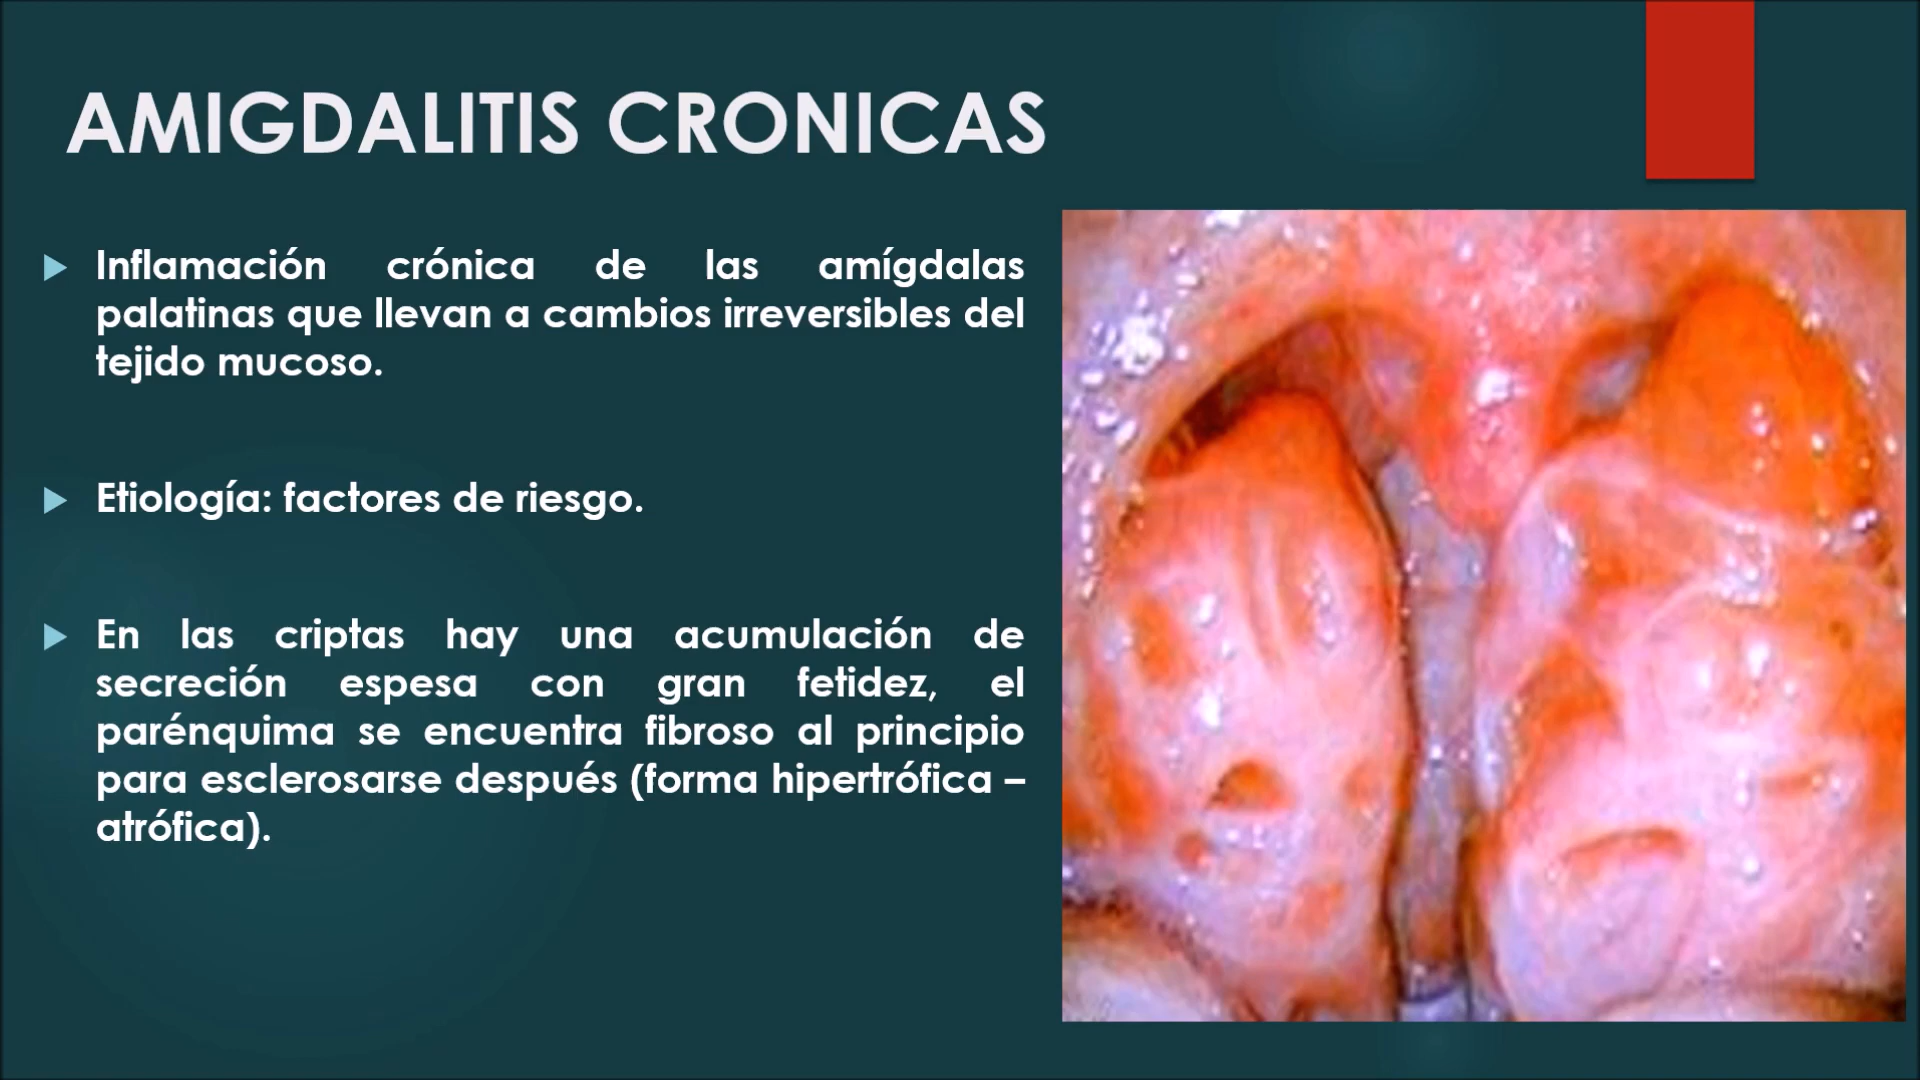 AMIGDALITIS CRONICAS
Inflamación crónica de las amígdalas
palatinas que llevan a cambios irreversibles del
tejido mucoso.
Etiología: factores de riesgo.
En las criptas hay una acumulación de
secreción espesa con gran fetidez, el
parénquima se encuentra fibroso al principio
para esclerosarse después (forma hipertrófica –
atrófica).